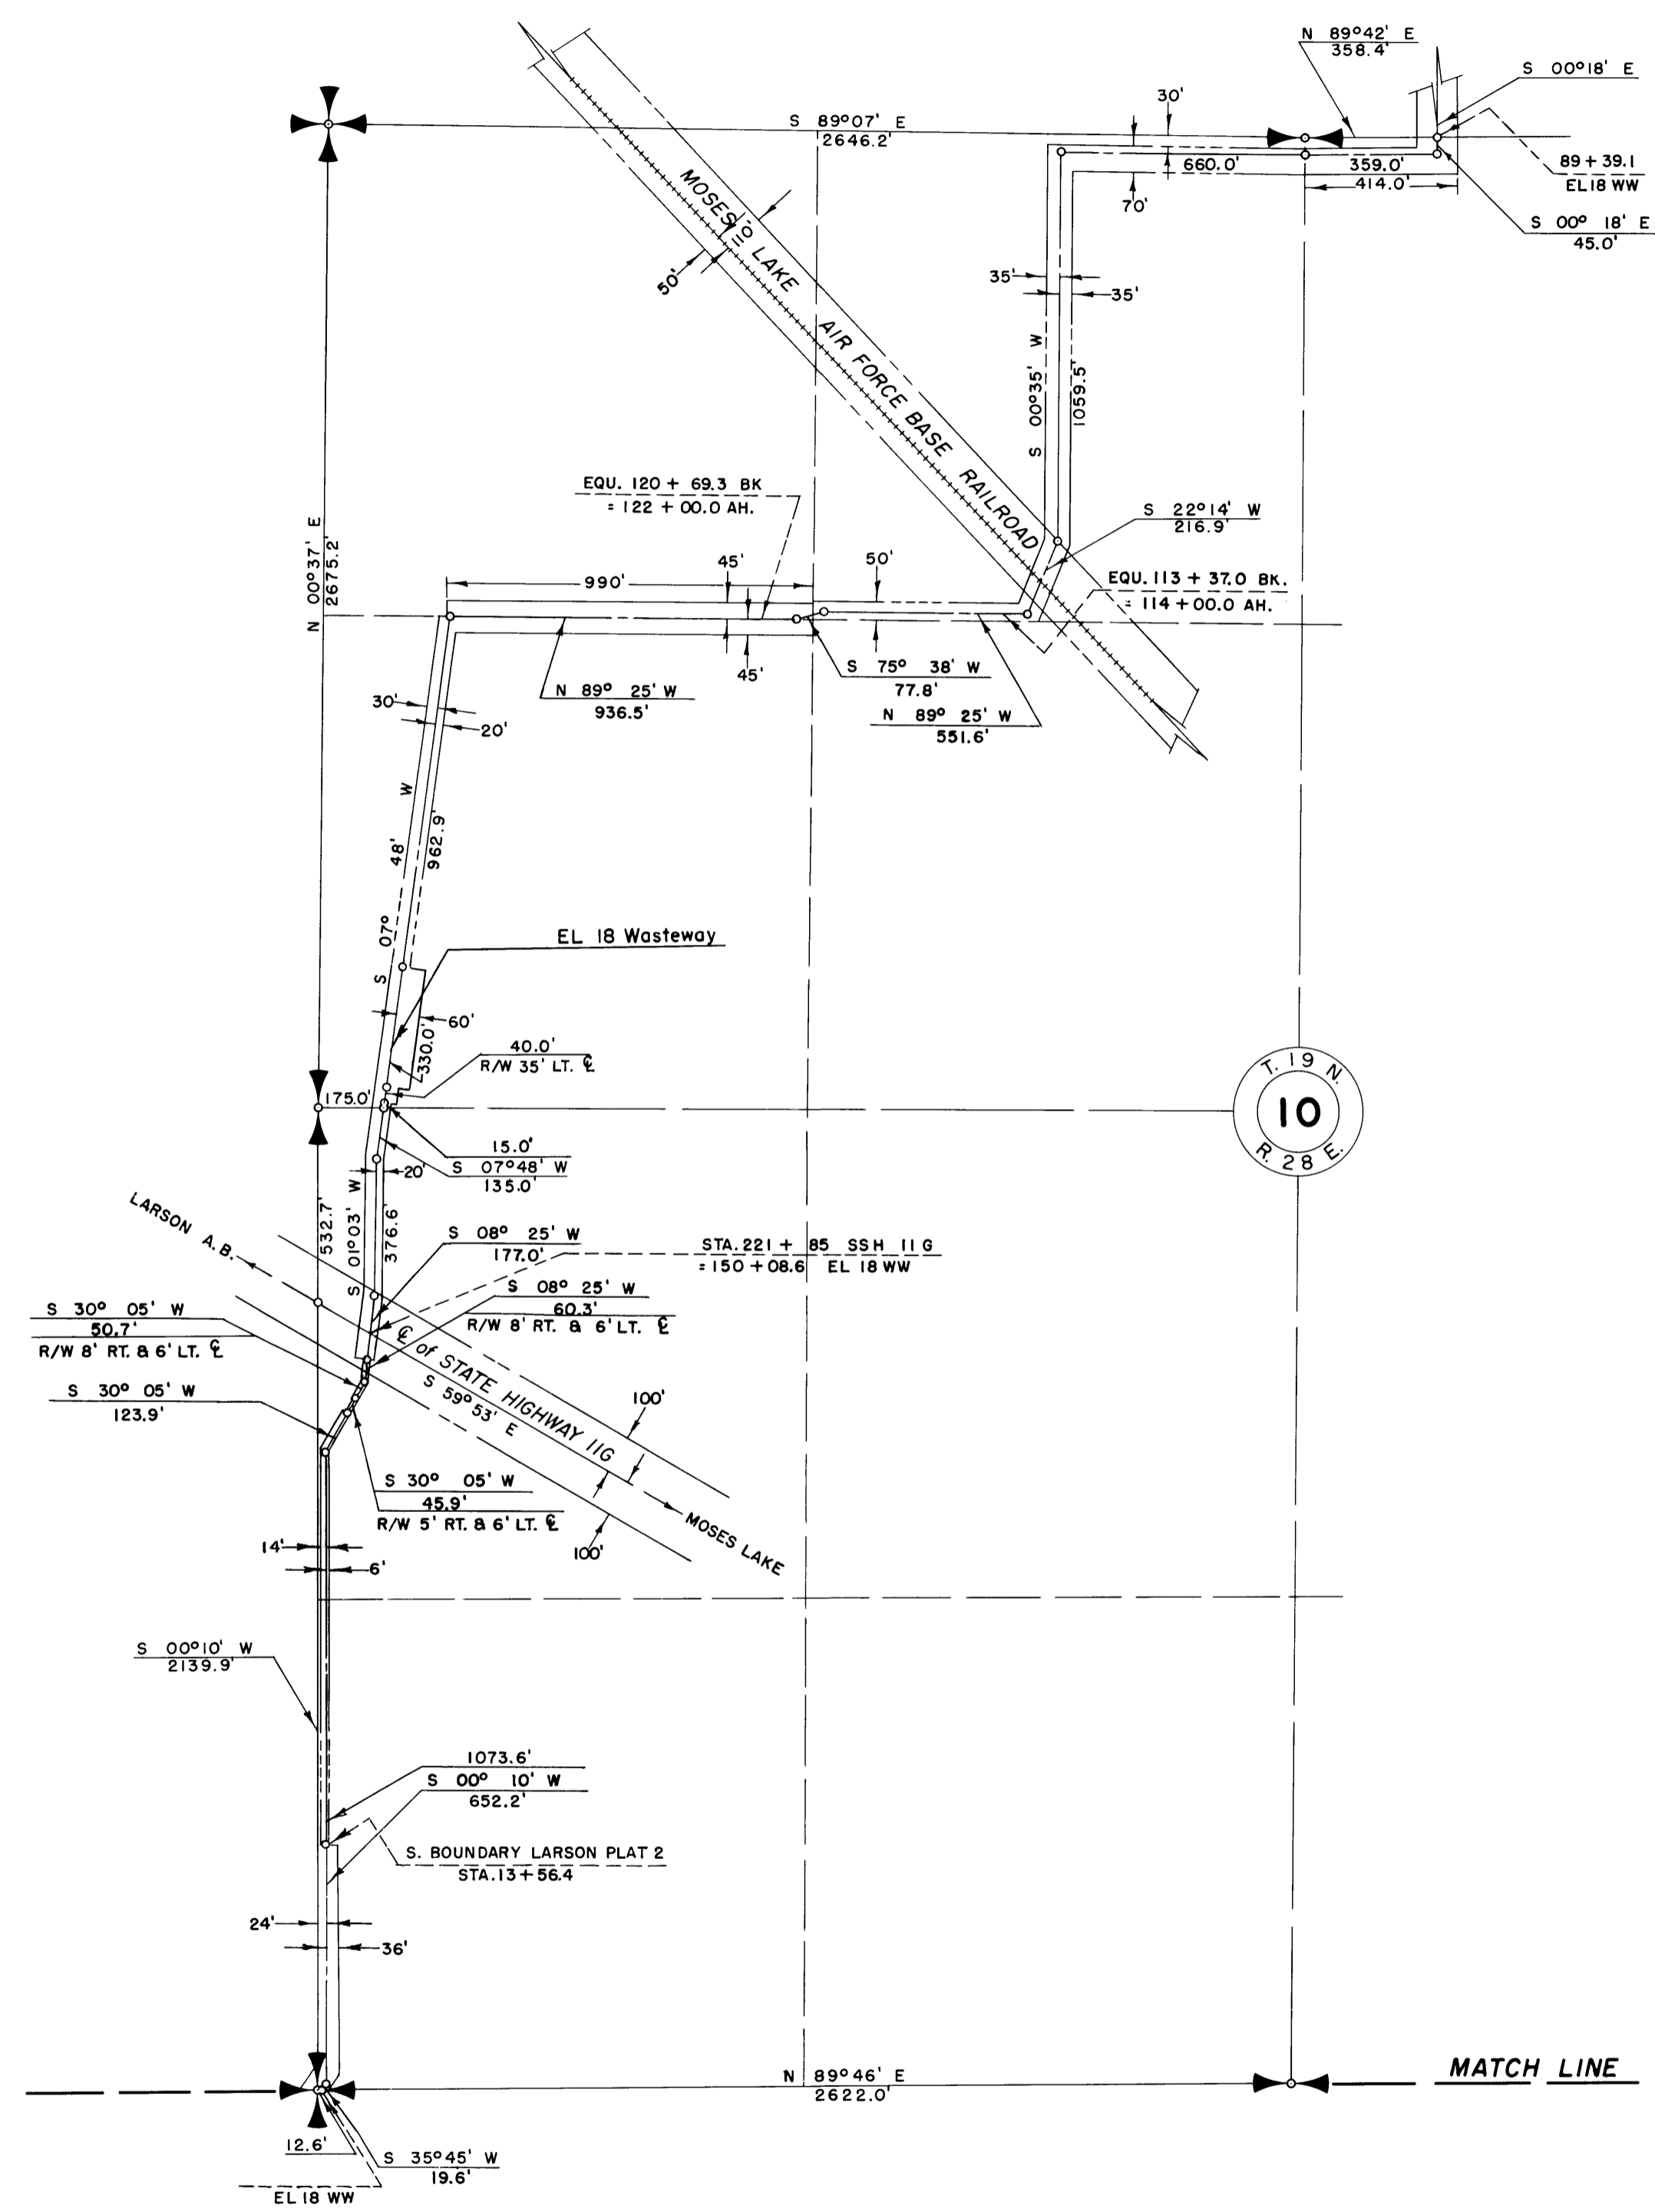 N 89°42' E
358.4'
S 00°18' E
30'
S 89°07' E
2646.2'
660.0'
359.0'
414.0'
89+39.1
EL 18 WW
70'
S 00° 18' E
45.0'
MOSES LAKE AIR FORCE BASE RAILROAD
50'
35'
35'
S 00°35' W
1059.5'
EQU. 120 + 69.3 BK
= 122 + 00.0 AH.
S 22°14' W
216.9'
N 00°37' E
2675.2'
990'
45'
50'
EQU. 113 + 37.0 BK.
= 114 + 00.0 AH.
45'
S 75° 38' W
77.8'
N 89° 25' W
936.5'
N 89° 25' W
551.6'
30'
20'
S 07° 48' W
962.9'
EL 18 Wasteway
60'
330.0'
40.0'
R/W 35' LT. ℄
175.0'
T. 19 N.
10
R. 28 E.
15.0'
S 07°48' W
135.0'
20'
532.7'
S 01°03' W
376.6'
LARSON A.B.
S 08° 25' W
177.0'
STA. 221 + 85 SSH 11 G
= 150 + 08.6 EL 18 WW
S 08° 25' W
60.3'
R/W 8' RT. & 6' LT. ℄
S 30° 05' W
50.7'
R/W 8' RT. & 6' LT. ℄
℄ of STATE HIGHWAY 11G
S 59°53' E
S 30° 05' W
123.9'
100'
S 30° 05' W
45.9'
R/W 5' RT. & 6' LT. ℄
MOSES LAKE
100'
14'
6'
S 00°10' W
2139.9'
1073.6'
S 00° 10' W
652.2'
S. BOUNDARY LARSON PLAT 2
STA. 13+56.4
24'
36'
N 89°46' E
2622.0'
MATCH LINE
12.6'
S 35°45' W
19.6'
EL 18 WW